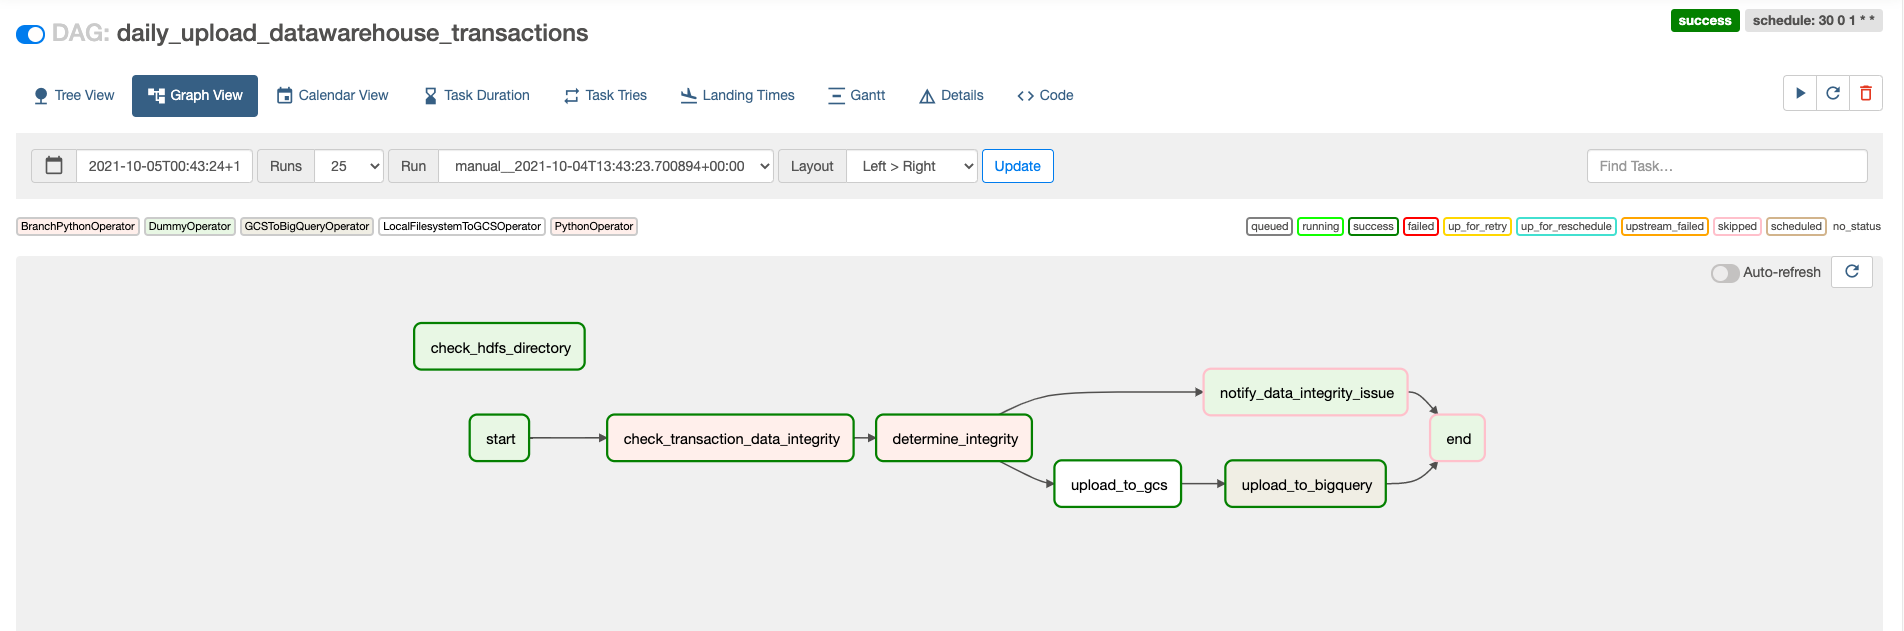 DAG: daily_upload_datawarehouse_transactions
success schedule: 30 0 1 * *
Tree View Graph View Calendar View Task Duration Task Tries Landing Times Gantt Details Code
2021-10-05T00:43:24+1 Runs 25 Run manual__2021-10-04T13:43:23.700894+00:00 Layout Left > Right Update Find Task...
BranchPythonOperator DummyOperator GCSToBigQueryOperator LocalFilesystemToGCSOperator PythonOperator
queued running success failed up_for_retry up_for_reschedule upstream_failed skipped scheduled no_status
Auto-refresh
check_hdfs_directory
start
check_transaction_data_integrity
determine_integrity
notify_data_integrity_issue
upload_to_gcs
upload_to_bigquery
end